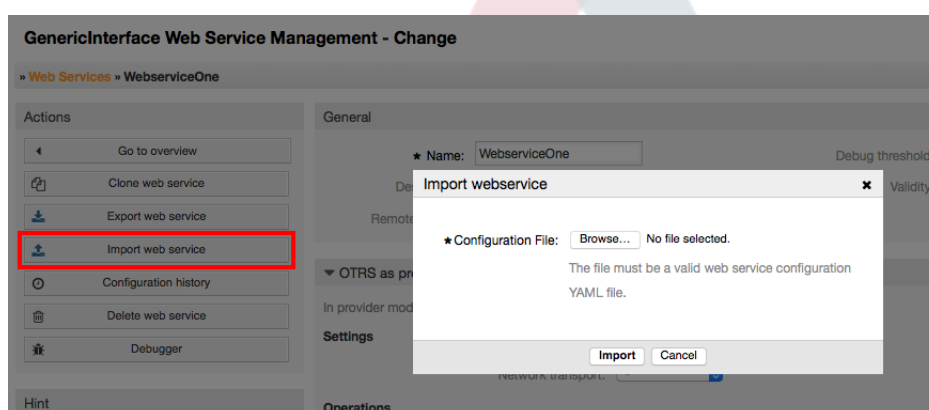 GenericInterface Web Service Management - Change
» Web Services » WebserviceOne
Actions
Go to overview
Clone web service
Export web service
Import web service
Configuration history
Delete web service
Debugger
Hint
General
★ Name: WebserviceOne
Debug threshold
Validity
Remote
Import webservice ×
★ Configuration File: Browse... No file selected.
The file must be a valid web service configuration
YAML file.
Import Cancel
▼ OTRS as pr
In provider mod
Settings
Network transport:
Operations